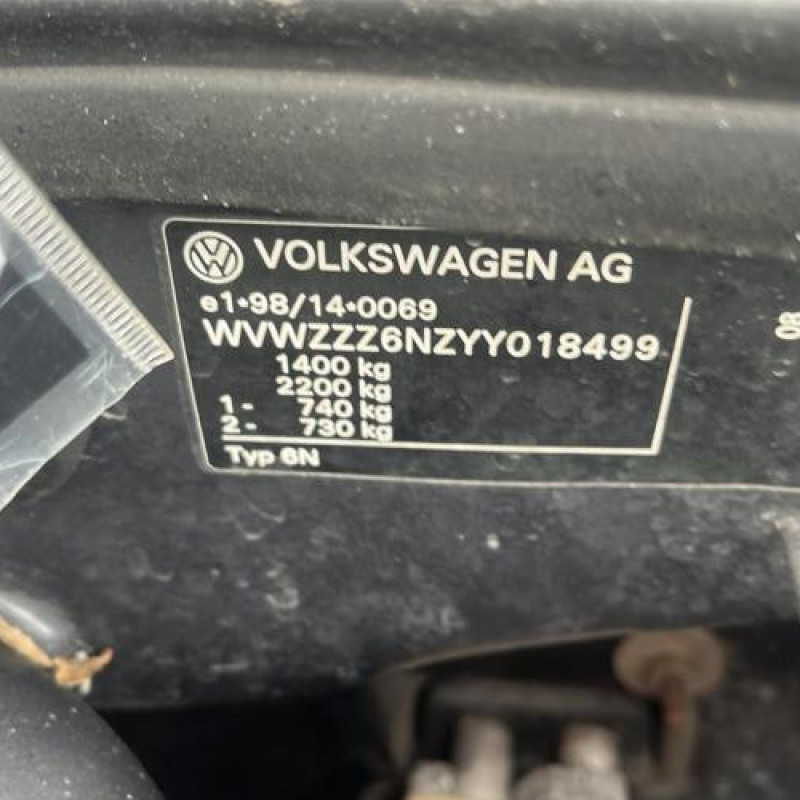 VOLKSWAGEN AG
e1*98/14*0069
WVWZZZ6NZYY018499
1400 kg
2200 kg
1- 740 kg
2- 730 kg
Typ 6N
08